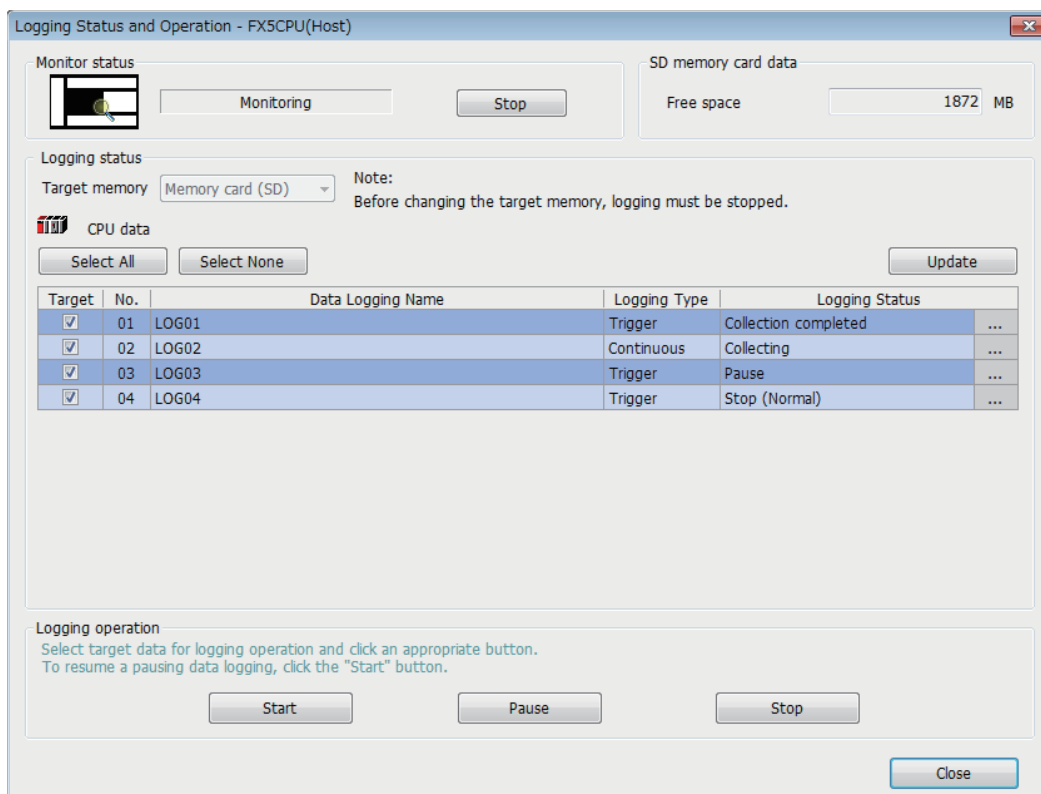 Logging Status and Operation - FX5CPU(Host)
Monitor status
Monitoring
Stop
SD memory card data
Free space 1872 MB
Logging status
Target memory Memory card (SD)
Note:
Before changing the target memory, logging must be stopped.
CPU data
Select All Select None Update
Target No. Data Logging Name Logging Type Logging Status
01 LOG01 Trigger Collection completed ...
02 LOG02 Continuous Collecting ...
03 LOG03 Trigger Pause ...
04 LOG04 Trigger Stop (Normal) ...
Logging operation
Select target data for logging operation and click an appropriate button.
To resume a pausing data logging, click the "Start" button.
Start Pause Stop
Close